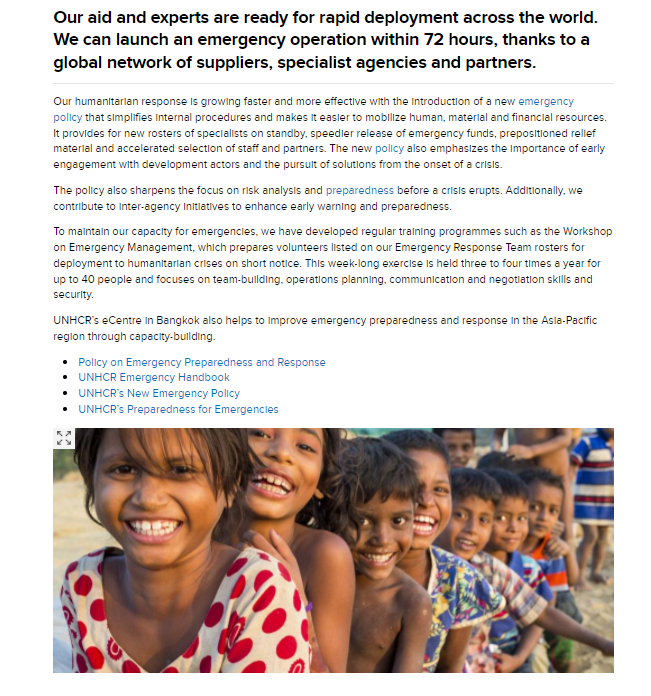 Our aid and experts are ready for rapid deployment across the world.
We can launch an emergency operation within 72 hours, thanks to a
global network of suppliers, specialist agencies and partners.
Our humanitarian response is growing faster and more effective with the introduction of a new emergency
policy that simplifies internal procedures and makes it easier to mobilize human, material and financial resources.
It provides for new rosters of specialists on standby, speedier release of emergency funds, prepositioned relief
material and accelerated selection of staff and partners. The new policy also emphasizes the importance of early
engagement with development actors and the pursuit of solutions from the onset of a crisis.
The policy also sharpens the focus on risk analysis and preparedness before a crisis erupts. Additionally, we
contribute to inter-agency initiatives to enhance early warning and preparedness.
To maintain our capacity for emergencies, we have developed regular training programmes such as the Workshop
on Emergency Management, which prepares volunteers listed on our Emergency Response Team rosters for
deployment to humanitarian crises on short notice. This week-long exercise is held three to four times a year for
up to 40 people and focuses on team-building, operations planning, communication and negotiation skills and
security.
UNHCR's eCentre in Bangkok also helps to improve emergency preparedness and response in the Asia-Pacific
region through capacity-building.
• Policy on Emergency Preparedness and Response
• UNHCR Emergency Handbook
• UNHCR's New Emergency Policy
• UNHCR's Preparedness for Emergencies